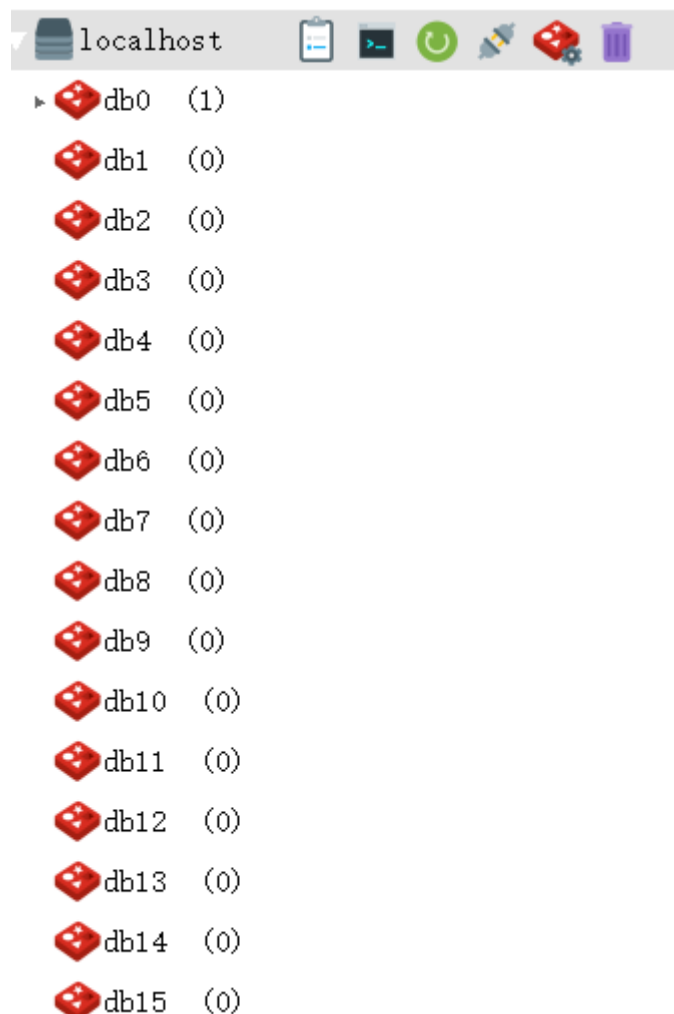 localhost
db0 (1)
db1 (0)
db2 (0)
db3 (0)
db4 (0)
db5 (0)
db6 (0)
db7 (0)
db8 (0)
db9 (0)
db10 (0)
db11 (0)
db12 (0)
db13 (0)
db14 (0)
db15 (0)